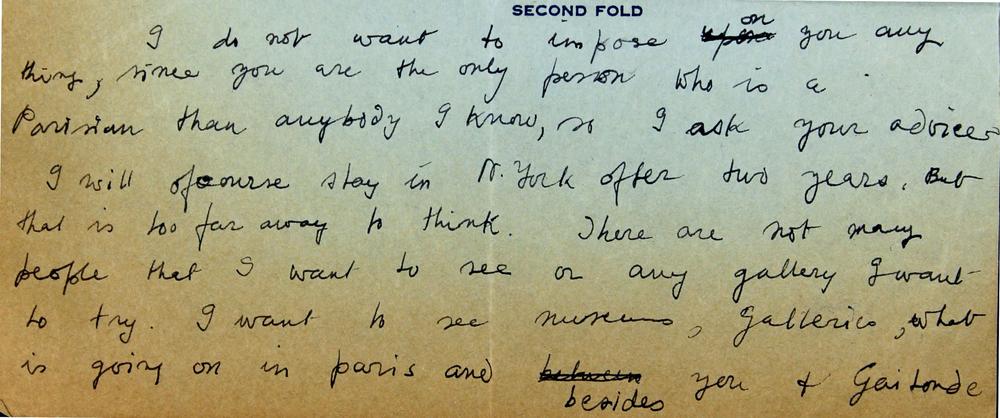 SECOND FOLD
I do not want to impose on you any
thing, since you are the only person who is a
Parisian than anybody I know, so I ask your advice
I will ofcourse stay in N. York after two years. But
that is too far away to think. There are not many
people that I want to see or any gallery I want
to try. I want to see museums, Galleries, what
is going on in paris and besides you & Gaitonde